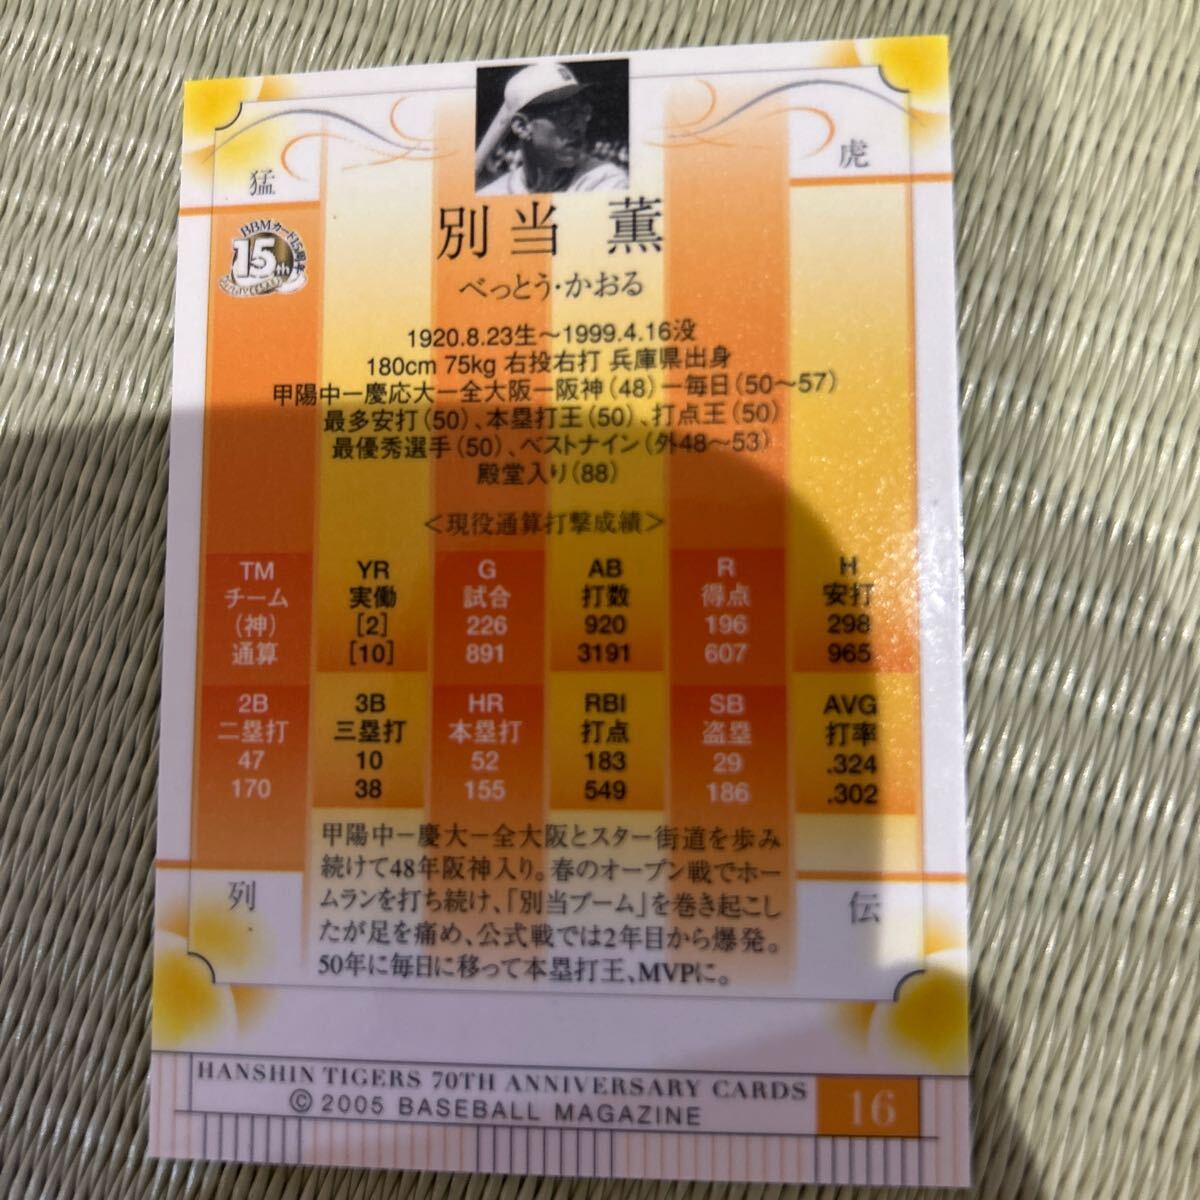 猛
虎
BBMカード15周年
15th
別当 薫
べっとう・かおる
1920.8.23生〜1999.4.16没
180cm 75kg 右投右打 兵庫県出身
甲陽中ー慶応大ー全大阪ー阪神(48)ー毎日(50〜57)
最多安打(50)、本塁打王(50)、打点王(50)
最優秀選手(50)、ベストナイン(外48〜53)
殿堂入り(88)
<現役通算打撃成績>
TM YR G AB R H
チーム 実働 試合 打数 得点 安打
(神) [2] 226 920 196 298
通算 [10] 891 3191 607 965
2B 3B HR RBI SB AVG
二塁打 三塁打 本塁打 打点 盗塁 打率
47 10 52 183 29 .324
170 38 155 549 186 .302
甲陽中ー慶大ー全大阪とスター街道を歩み
続けて48年阪神入り。春のオープン戦でホー
ムランを打ち続け、「別当ブーム」を巻き起こし
たが足を痛め、公式戦では2年目から爆発。
50年に毎日に移って本塁打王、MVPに。
列
伝
HANSHIN TIGERS 70TH ANNIVERSARY CARDS
© 2005 BASEBALL MAGAZINE
16